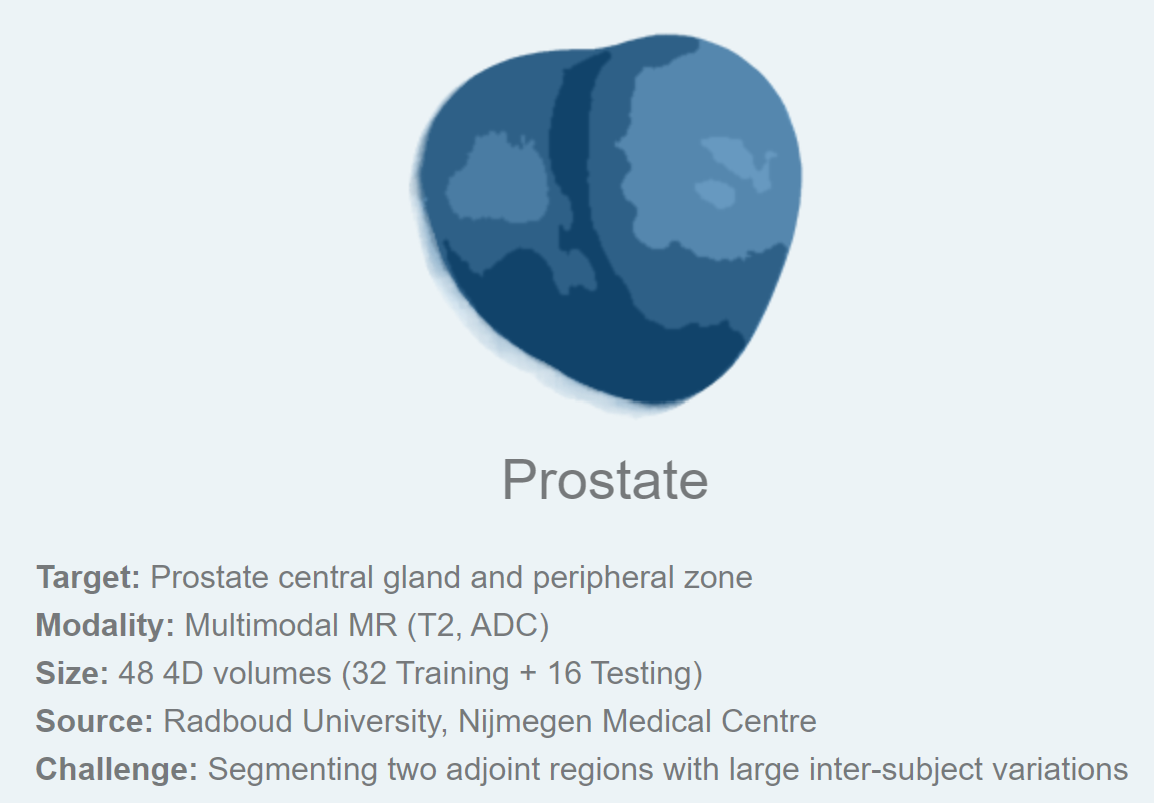 Prostate
Target: Prostate central gland and peripheral zone
Modality: Multimodal MR (T2, ADC)
Size: 48 4D volumes (32 Training + 16 Testing)
Source: Radboud University, Nijmegen Medical Centre
Challenge: Segmenting two adjoint regions with large inter-subject variations